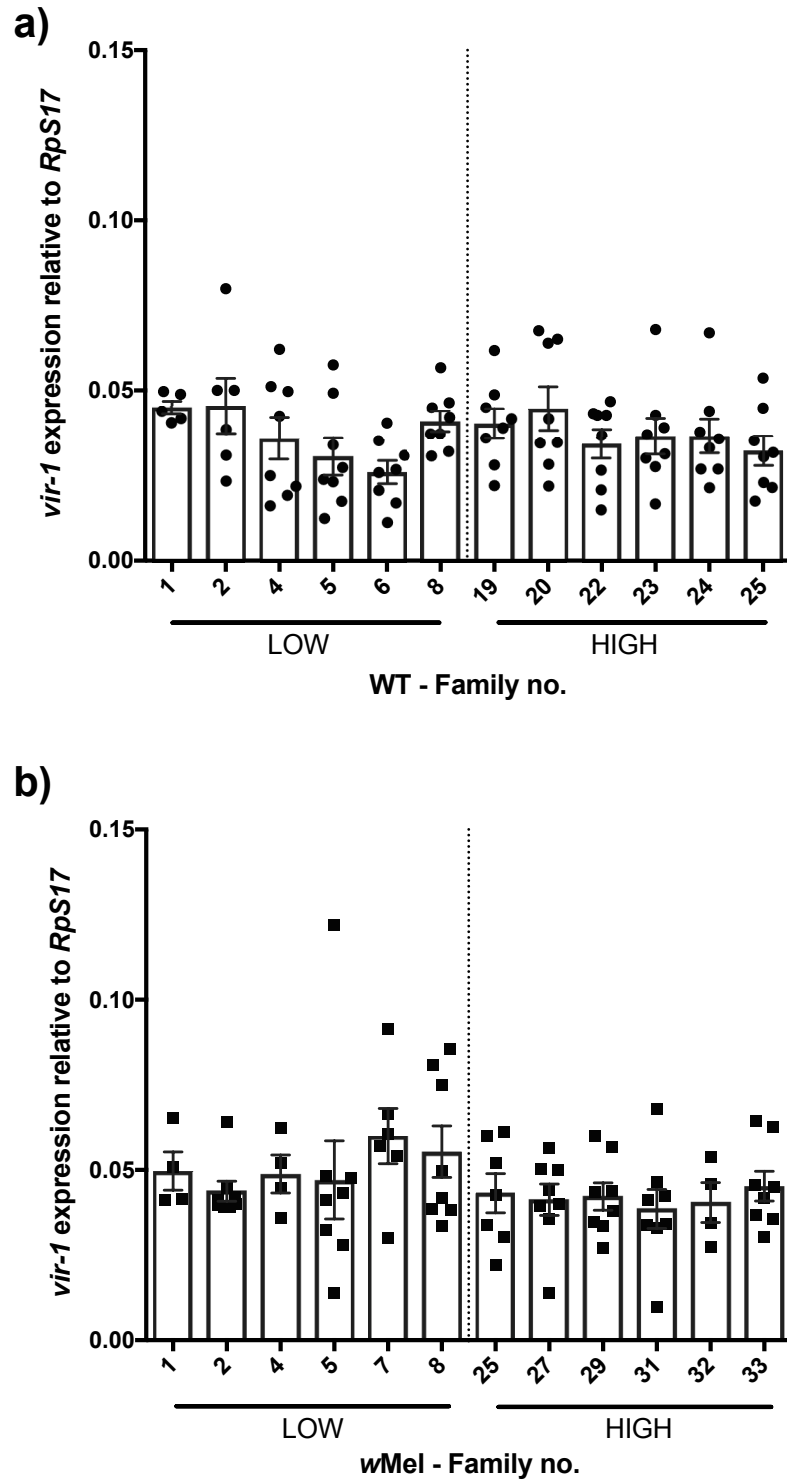 a)
vir-1 expression relative to RpS17
0.15
0.10
0.05
0.00
1 2 4 5 6 8 19 20 22 23 24 25
LOW HIGH
WT - Family no.
b)
vir-1 expression relative to RpS17
0.15
0.10
0.05
0.00
1 2 4 5 7 8 25 27 29 31 32 33
LOW HIGH
wMel - Family no.